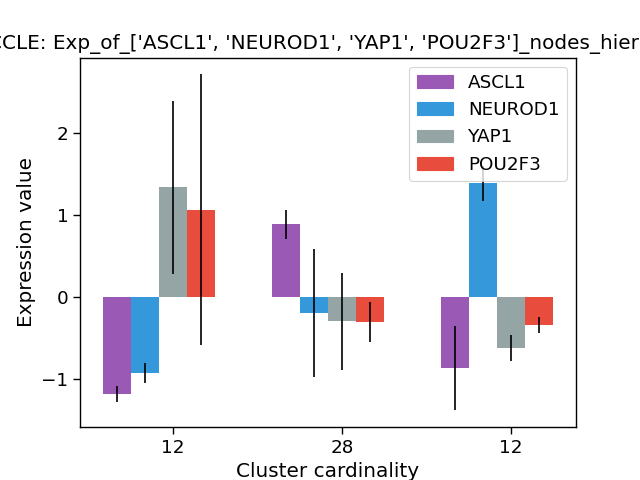 CCLE: Exp_of_['ASCL1', 'NEUROD1', 'YAP1', 'POU2F3']_nodes_hier
ASCL1
NEUROD1
YAP1
POU2F3
Expression value
2
1
0
−1
12
28
12
Cluster cardinality